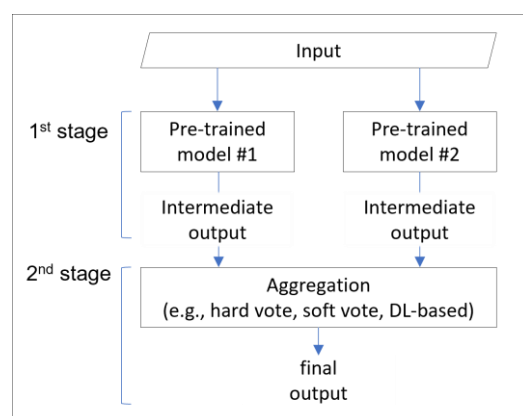 Input
1st stage
Pre-trained
model #1
Pre-trained
model #2
Intermediate
output
Intermediate
output
2nd stage
Aggregation
(e.g., hard vote, soft vote, DL-based)
final
output